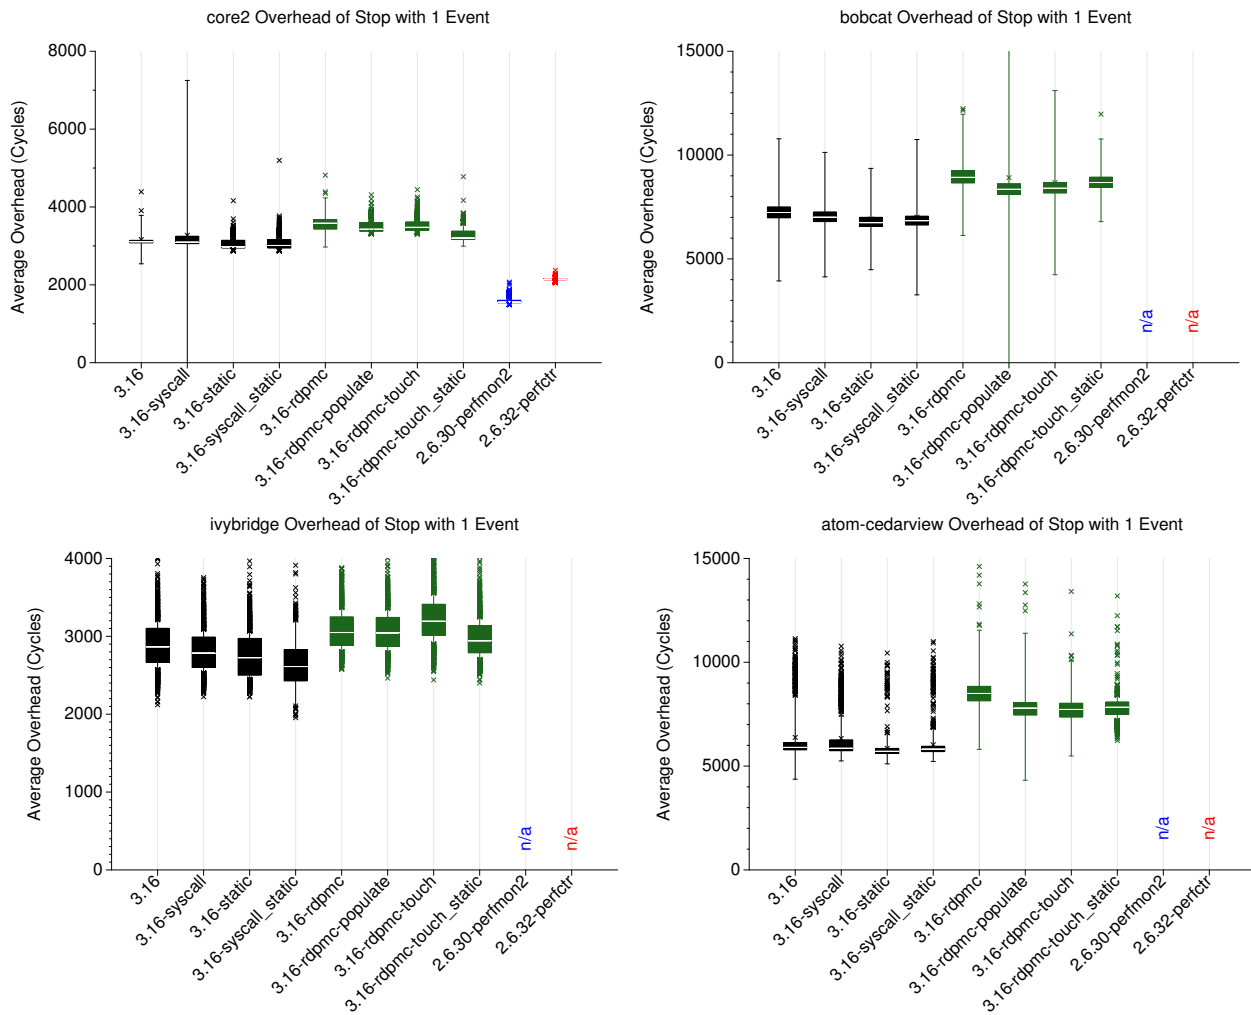 core2 Overhead of Stop with 1 Event
Average Overhead (Cycles)
8000
6000
4000
2000
0
3.16
3.16-syscall
3.16-static
3.16-syscall_static
3.16-rdpmc
3.16-rdpmc-populate
3.16-rdpmc-touch
3.16-rdpmc-touch_static
2.6.30-perfmon2
2.6.32-perfctr
bobcat Overhead of Stop with 1 Event
Average Overhead (Cycles)
15000
10000
5000
0
n/a
n/a
3.16
3.16-syscall
3.16-static
3.16-syscall_static
3.16-rdpmc
3.16-rdpmc-populate
3.16-rdpmc-touch
3.16-rdpmc-touch_static
2.6.30-perfmon2
2.6.32-perfctr
ivybridge Overhead of Stop with 1 Event
Average Overhead (Cycles)
4000
3000
2000
1000
0
n/a
n/a
3.16
3.16-syscall
3.16-static
3.16-syscall_static
3.16-rdpmc
3.16-rdpmc-populate
3.16-rdpmc-touch
3.16-rdpmc-touch_static
2.6.30-perfmon2
2.6.32-perfctr
atom-cedarview Overhead of Stop with 1 Event
Average Overhead (Cycles)
15000
10000
5000
0
n/a
n/a
3.16
3.16-syscall
3.16-static
3.16-syscall_static
3.16-rdpmc
3.16-rdpmc-populate
3.16-rdpmc-touch
3.16-rdpmc-touch_static
2.6.30-perfmon2
2.6.32-perfctr